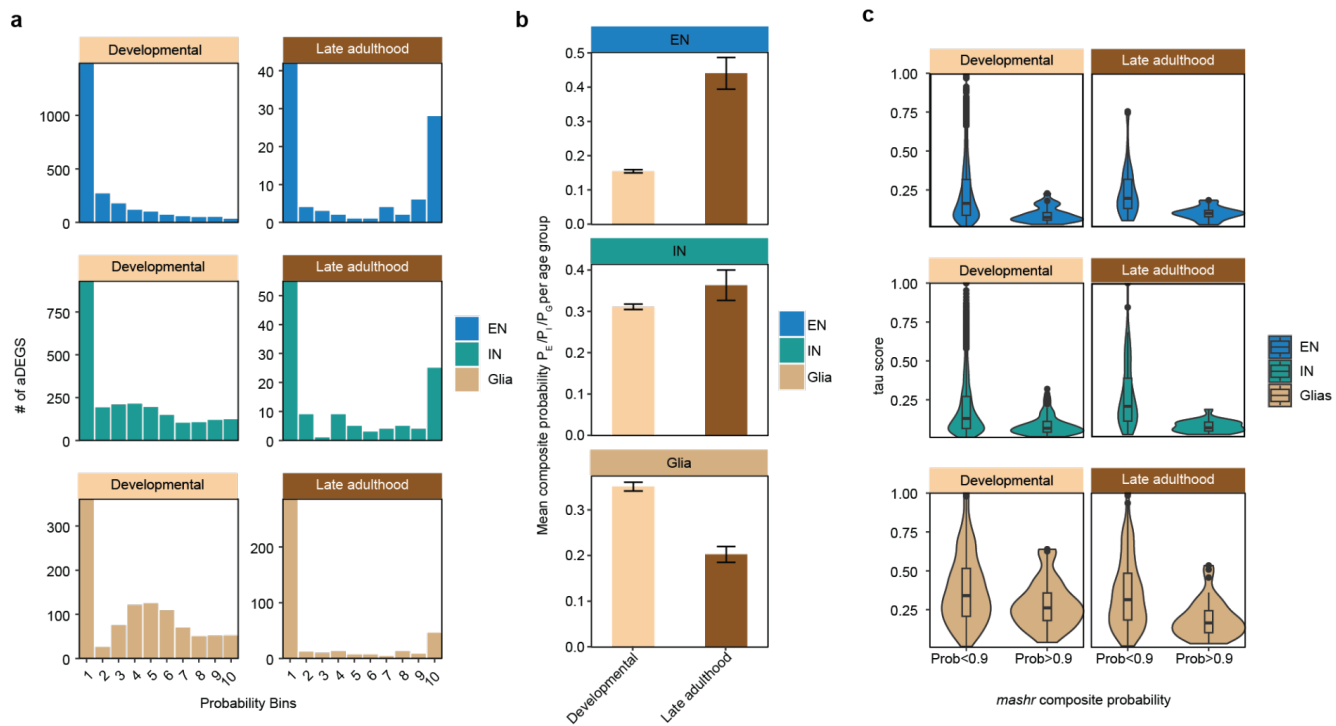 a
Developmental
Late adulthood
1000
500
0
40
30
20
10
0
Developmental
Late adulthood
750
500
250
0
50
40
30
20
10
0
Developmental
Late adulthood
300
200
100
0
200
100
0
1 2 3 4 5 6 7 8 9 10
1 2 3 4 5 6 7 8 9 10
# of aDEGS
Probability Bins
EN
IN
Glia
b
EN
0.5
0.4
0.3
0.2
0.1
0.0
IN
0.4
0.3
0.2
0.1
0.0
Glia
0.3
0.2
0.1
0.0
Developmental
Late adulthood
Mean composite probability PE/PI/PG per age group
EN
IN
Glia
c
Developmental
Late adulthood
1.00
0.75
0.50
0.25
Developmental
Late adulthood
1.00
0.75
0.50
0.25
Developmental
Late adulthood
1.00
0.75
0.50
0.25
Prob<0.9 Prob>0.9 Prob<0.9 Prob>0.9
tau score
mashr composite probability
EN
IN
Glias